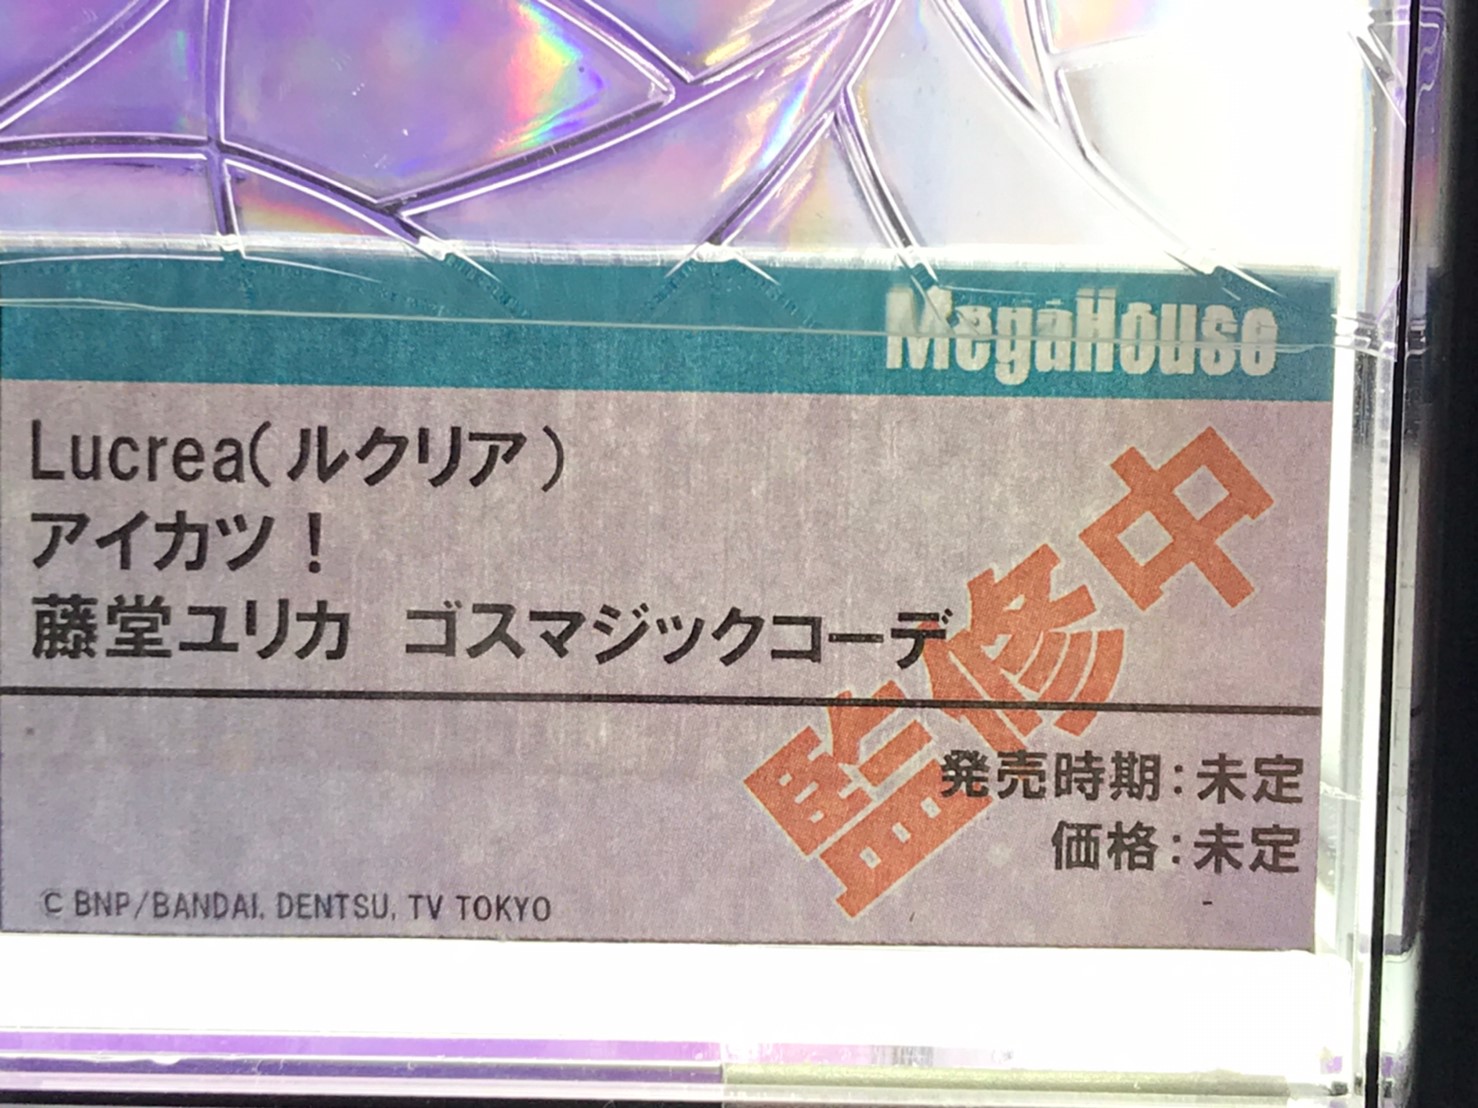 MegaHouse
Lucrea(ルクリア)
アイカツ！
藤堂ユリカ　ゴスマジックコーデ
監修中
発売時期：未定
価格：未定
-
© BNP/BANDAI, DENTSU, TV TOKYO